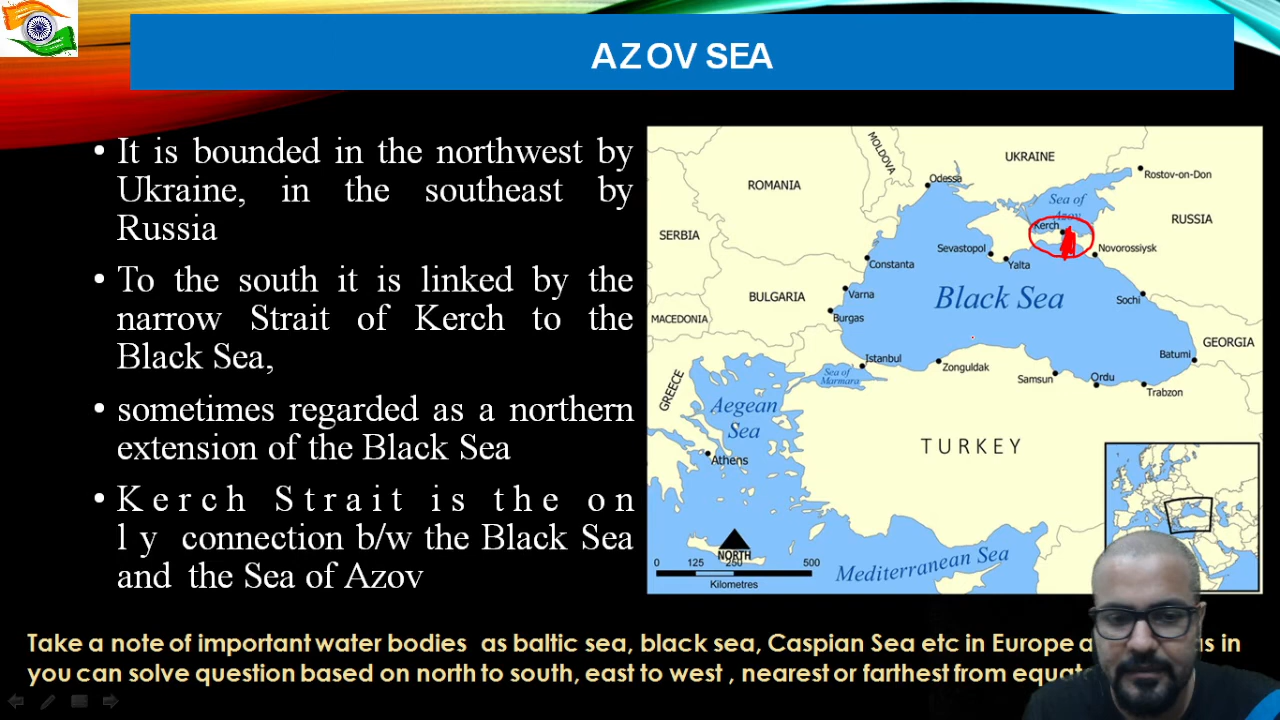 AZOV SEA
• It is bounded in the northwest by
Ukraine, in the southeast by
Russia
• To the south it is linked by the
narrow Strait of Kerch to the
Black Sea,
• sometimes regarded as a northern
extension of the Black Sea
• Kerch Strait is the on
ly connection b/w the Black Sea
and the Sea of Azov
MOLDOVA
UKRAINE
ROMANIA
Odessa
Rostov-on-Don
Sea of
Azov
RUSSIA
Kerch
SERBIA
Sevastopol
Novorossiysk
Constanta
Yalta
BULGARIA
Varna
Black Sea
Sochi
MACEDONIA
Burgas
GEORGIA
Istanbul
Zonguldak
Batumi
Sea of
Marmara
Samsun
Ordu
Trabzon
GREECE
Aegean
Sea
TURKEY
Athens
NORTH
0 125 250 500
Kilometres
Mediterranean Sea
Take a note of important water bodies as baltic sea, black sea, Caspian Sea etc in Europe in
you can solve question based on north to south, east to west , nearest or farthest from